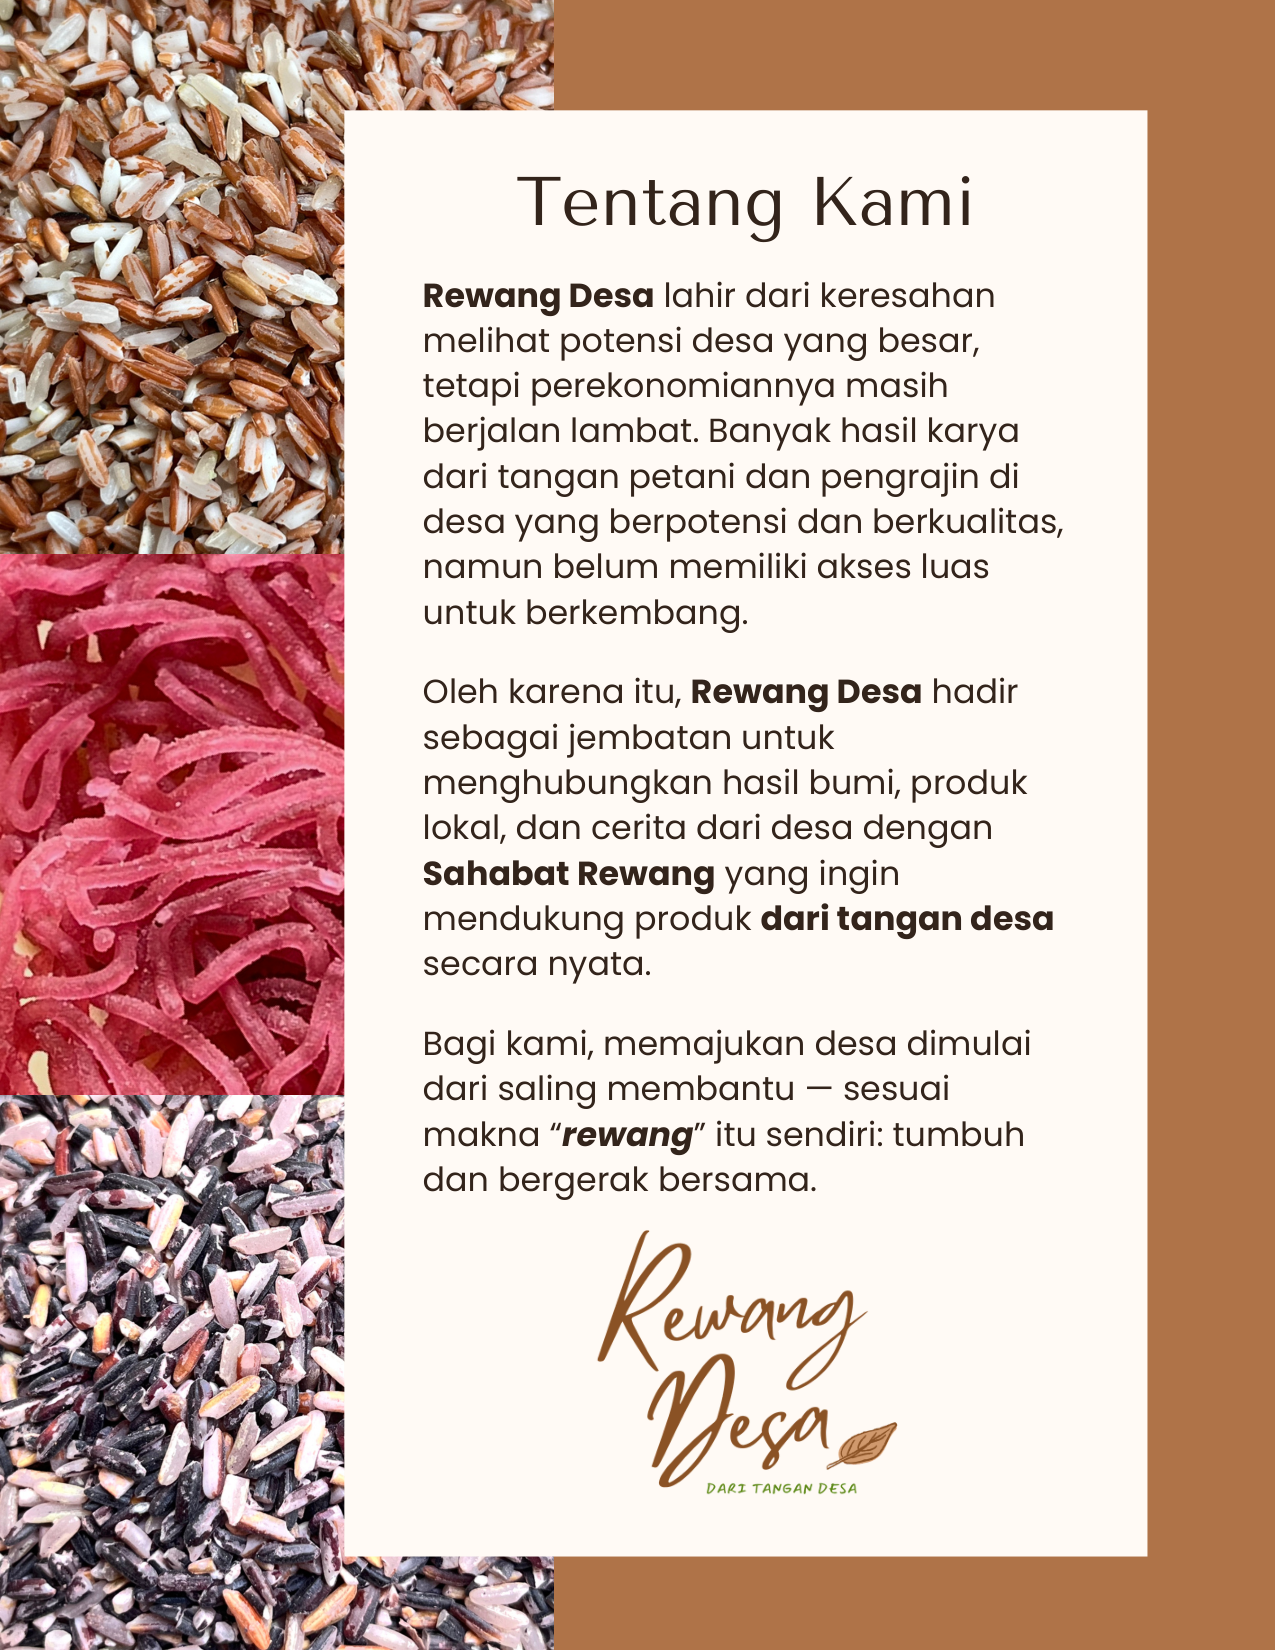 Tentang Kami
Rewang Desa lahir dari keresahan
melihat potensi desa yang besar,
tetapi perekonomiannya masih
berjalan lambat. Banyak hasil karya
dari tangan petani dan pengrajin di
desa yang berpotensi dan berkualitas,
namun belum memiliki akses luas
untuk berkembang.
Oleh karena itu, Rewang Desa hadir
sebagai jembatan untuk
menghubungkan hasil bumi, produk
lokal, dan cerita dari desa dengan
Sahabat Rewang yang ingin
mendukung produk dari tangan desa
secara nyata.
Bagi kami, memajukan desa dimulai
dari saling membantu — sesuai
makna “rewang” itu sendiri: tumbuh
dan bergerak bersama.
Rewang
Desa
DARI TANGAN DESA